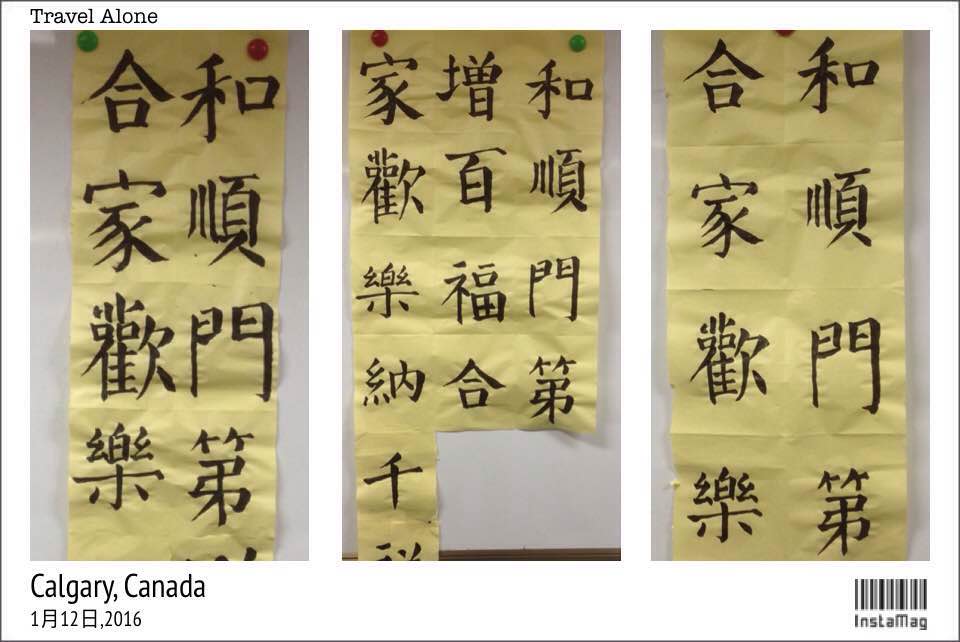 Travel Alone
和順門第
合家歡樂
和順門第
增百福合
家歡樂納千
和順門第
合家歡樂
Calgary, Canada
1月12日,2016
InstaMag